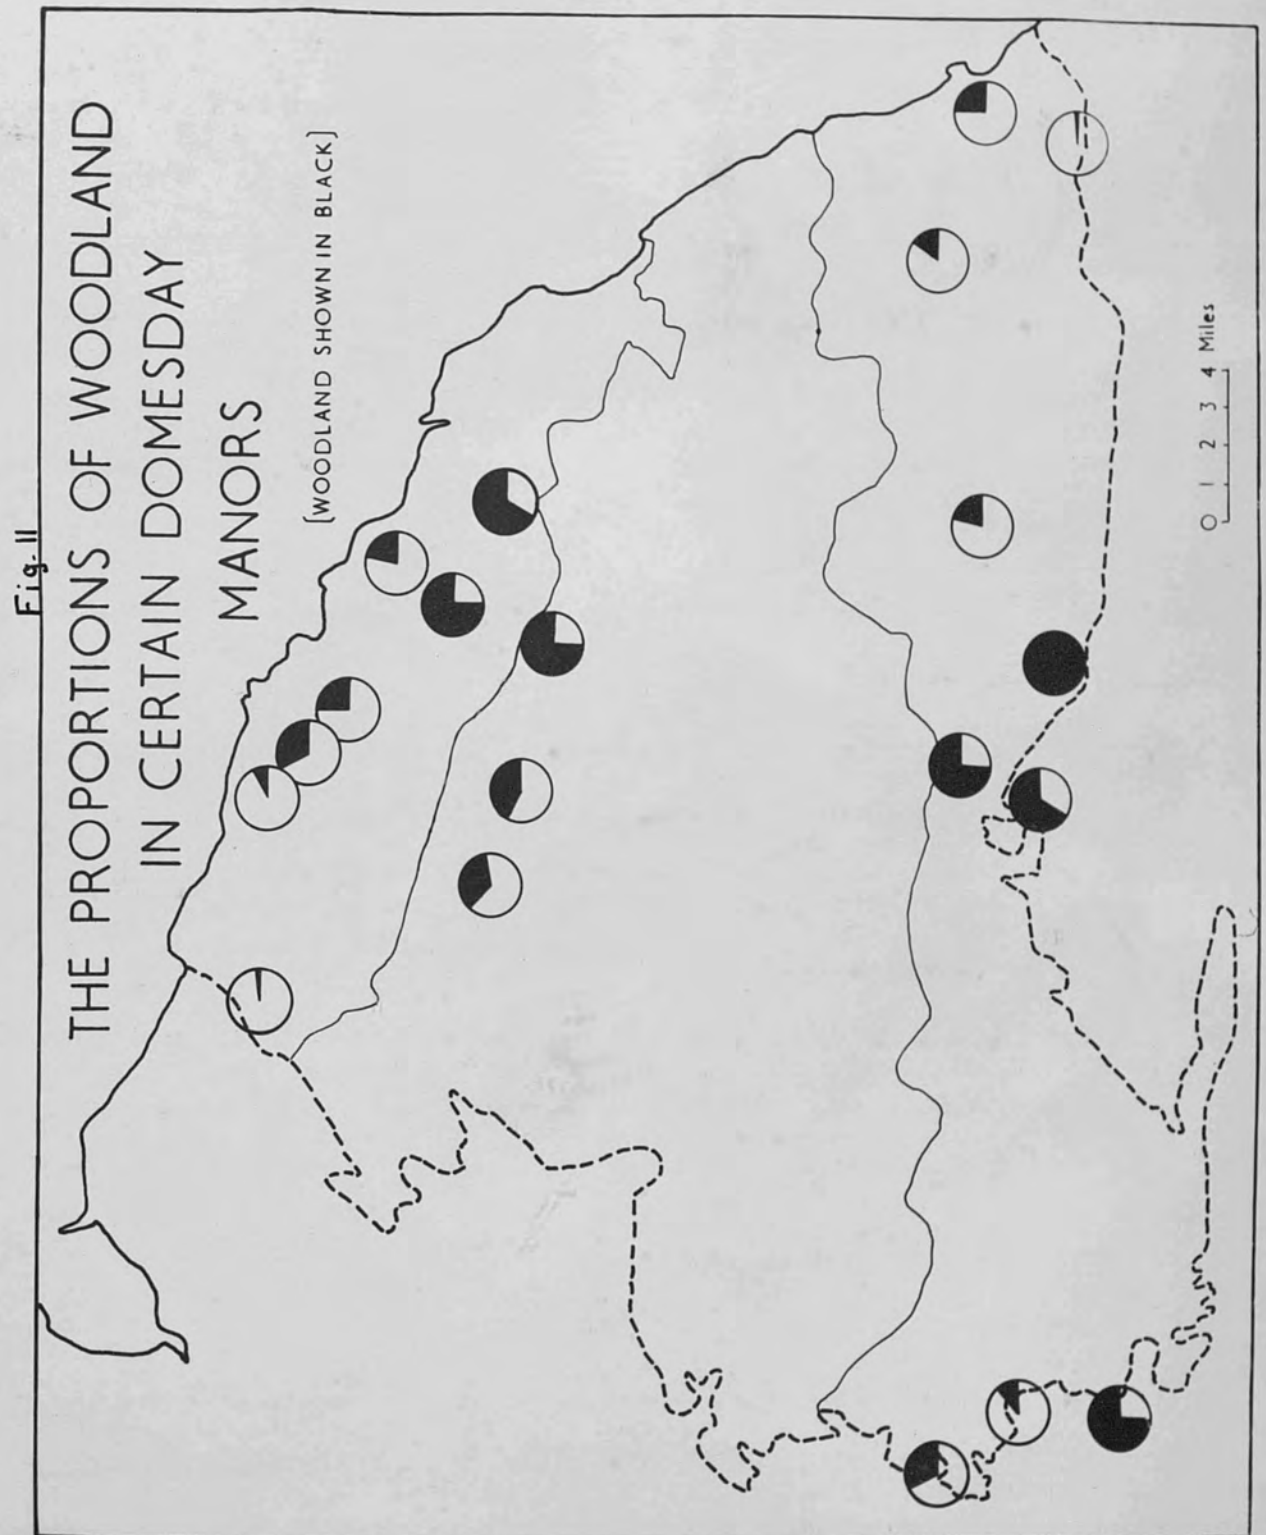 Fig. 11
THE PROPORTIONS OF WOODLAND
IN CERTAIN DOMESDAY
MANORS
[WOODLAND SHOWN IN BLACK]
0 1 2 3 4 Miles